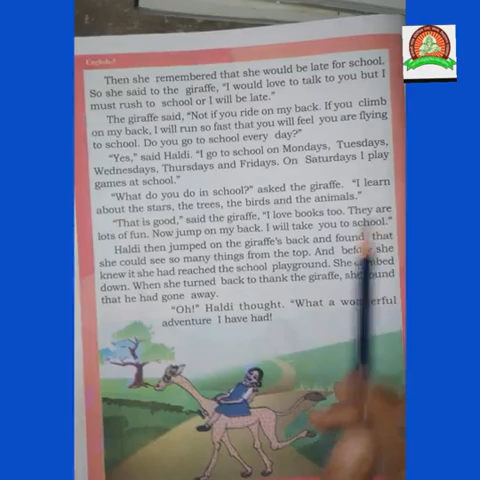 English-5
Then she remembered that she would be late for school.
So she said to the giraffe, "I would love to talk to you but I
must rush to school or I will be late."
The giraffe said, "Not if you ride on my back. If you climb
on my back, I will run so fast that you will feel you are flying
to school. Do you go to school every day?"
"Yes," said Haldi. "I go to school on Mondays, Tuesdays,
Wednesdays, Thursdays and Fridays. On Saturdays I play
games at school."
"What do you do in school?" asked the giraffe. "I learn
about the stars, the trees, the birds and the animals."
"That is good," said the giraffe, "I love books too. They are
lots of fun. Now jump on my back. I will take you to school."
Haldi then jumped on the giraffe's back and found that
she could see so many things from the top. And before she
knew it she had reached the school playground. She
down. When she turned back to thank the giraffe, she found
that he had gone away.
"Oh!" Haldi thought. "What a wonderful
adventure I have had!